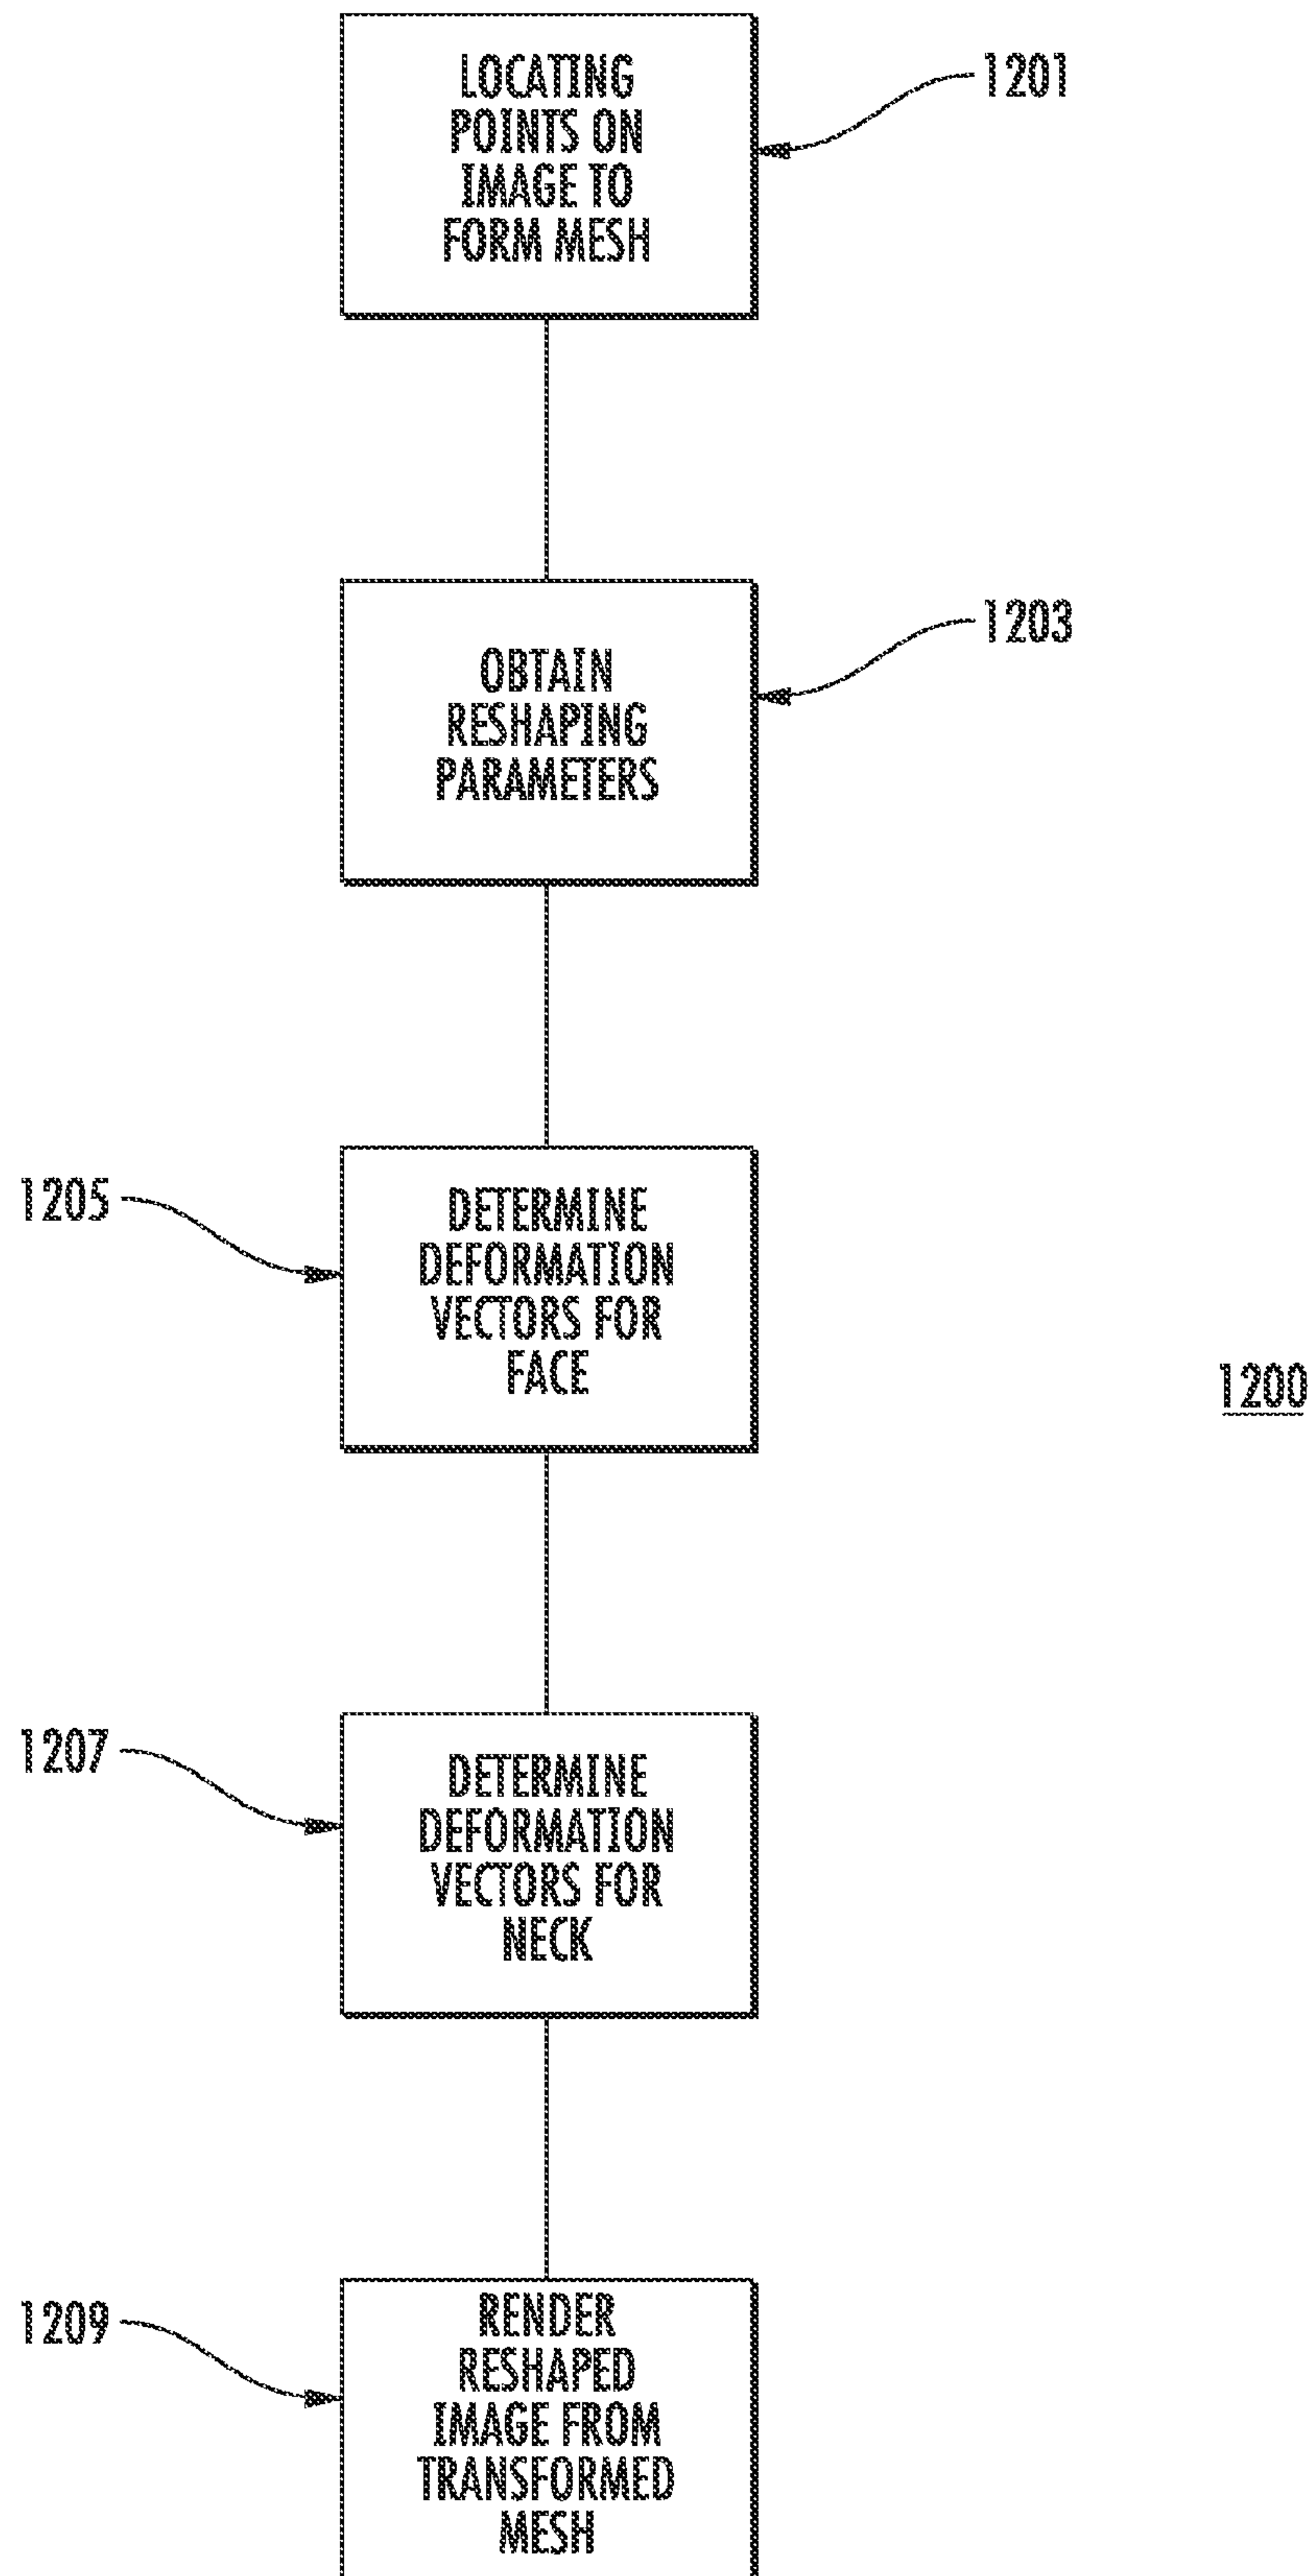 LOCATING
POINTS ON
IMAGE TO
FORM MESH
1201
OBTAIN
RESHAPING
PARAMETERS
1203
1205
DETERMINE
DEFORMATION
VECTORS FOR
FACE
1200
1207
DETERMINE
DEFORMATION
VECTORS FOR
NECK
1209
RENDER
RESHAPED
IMAGE FROM
TRANSFORMED
MESH